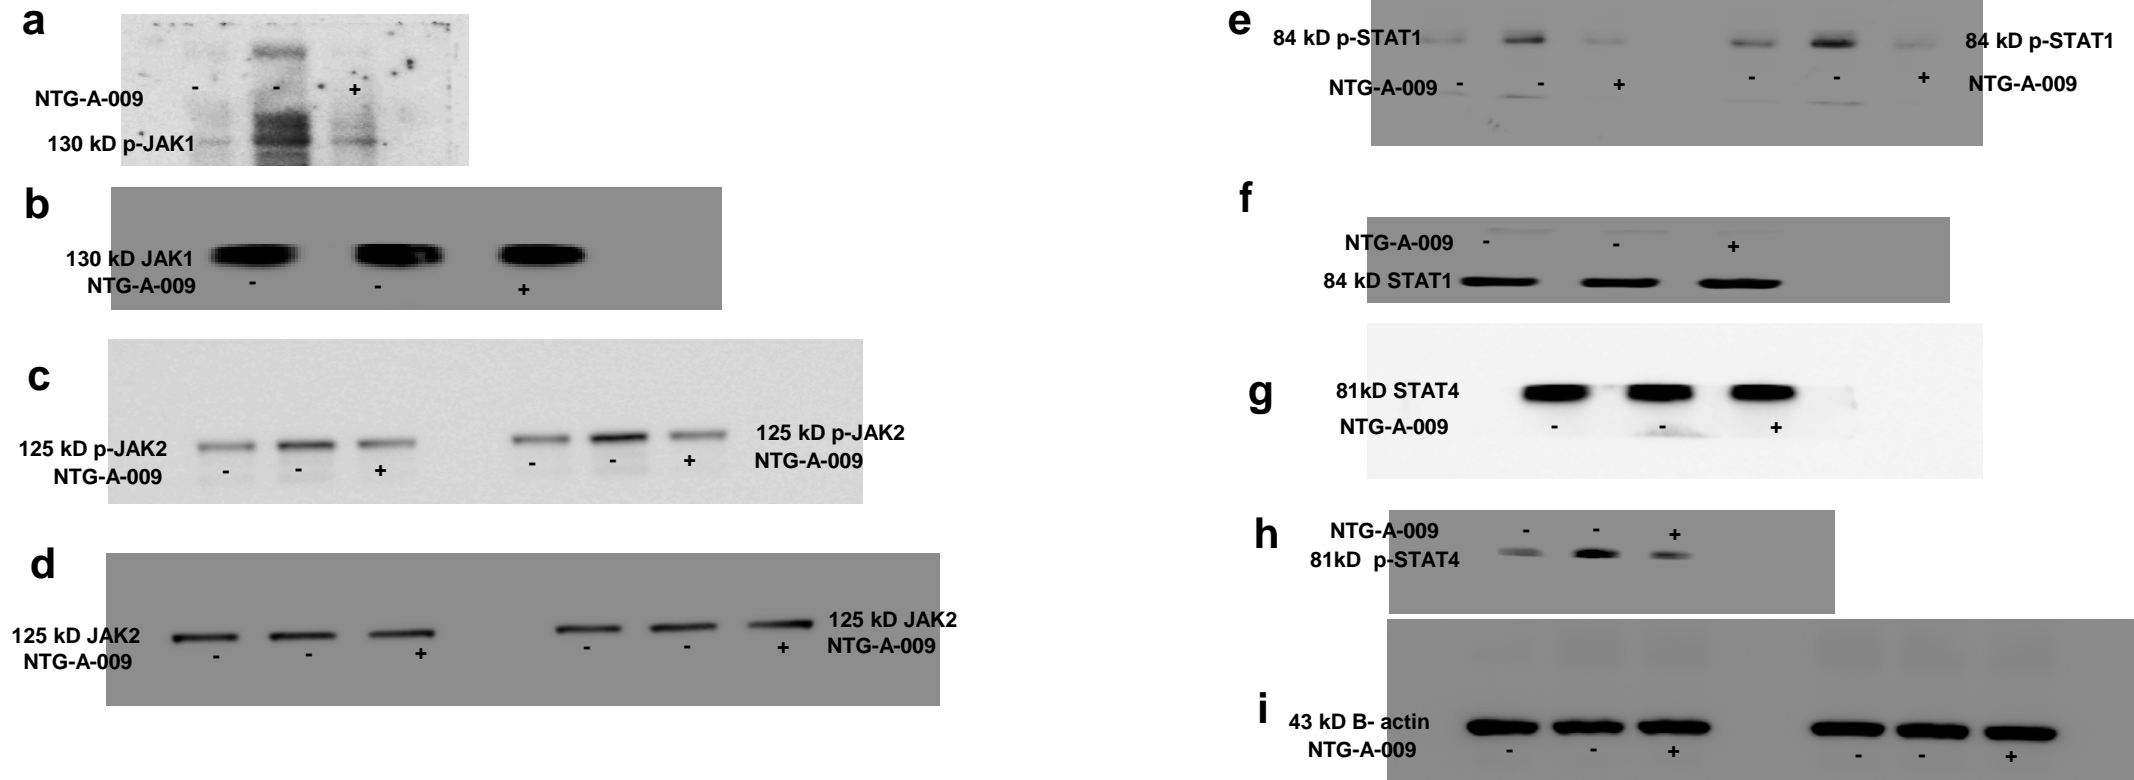 a
- - +
NTG-A-009
130 kD p-JAK1
b
130 kD JAK1
NTG-A-009 - - +
c
125 kD p-JAK2 125 kD p-JAK2
NTG-A-009 - - + - - + NTG-A-009
d
125 kD JAK2 125 kD JAK2
NTG-A-009 - - + - - + NTG-A-009
e
84 kD p-STAT1 84 kD p-STAT1
NTG-A-009 - - + - - + NTG-A-009
f
NTG-A-009 - - +
84 kD STAT1
g
81kD STAT4
NTG-A-009 - - +
h
NTG-A-009 - - +
81kD  p-STAT4
i
43 kD B- actin
NTG-A-009 - - + - - +